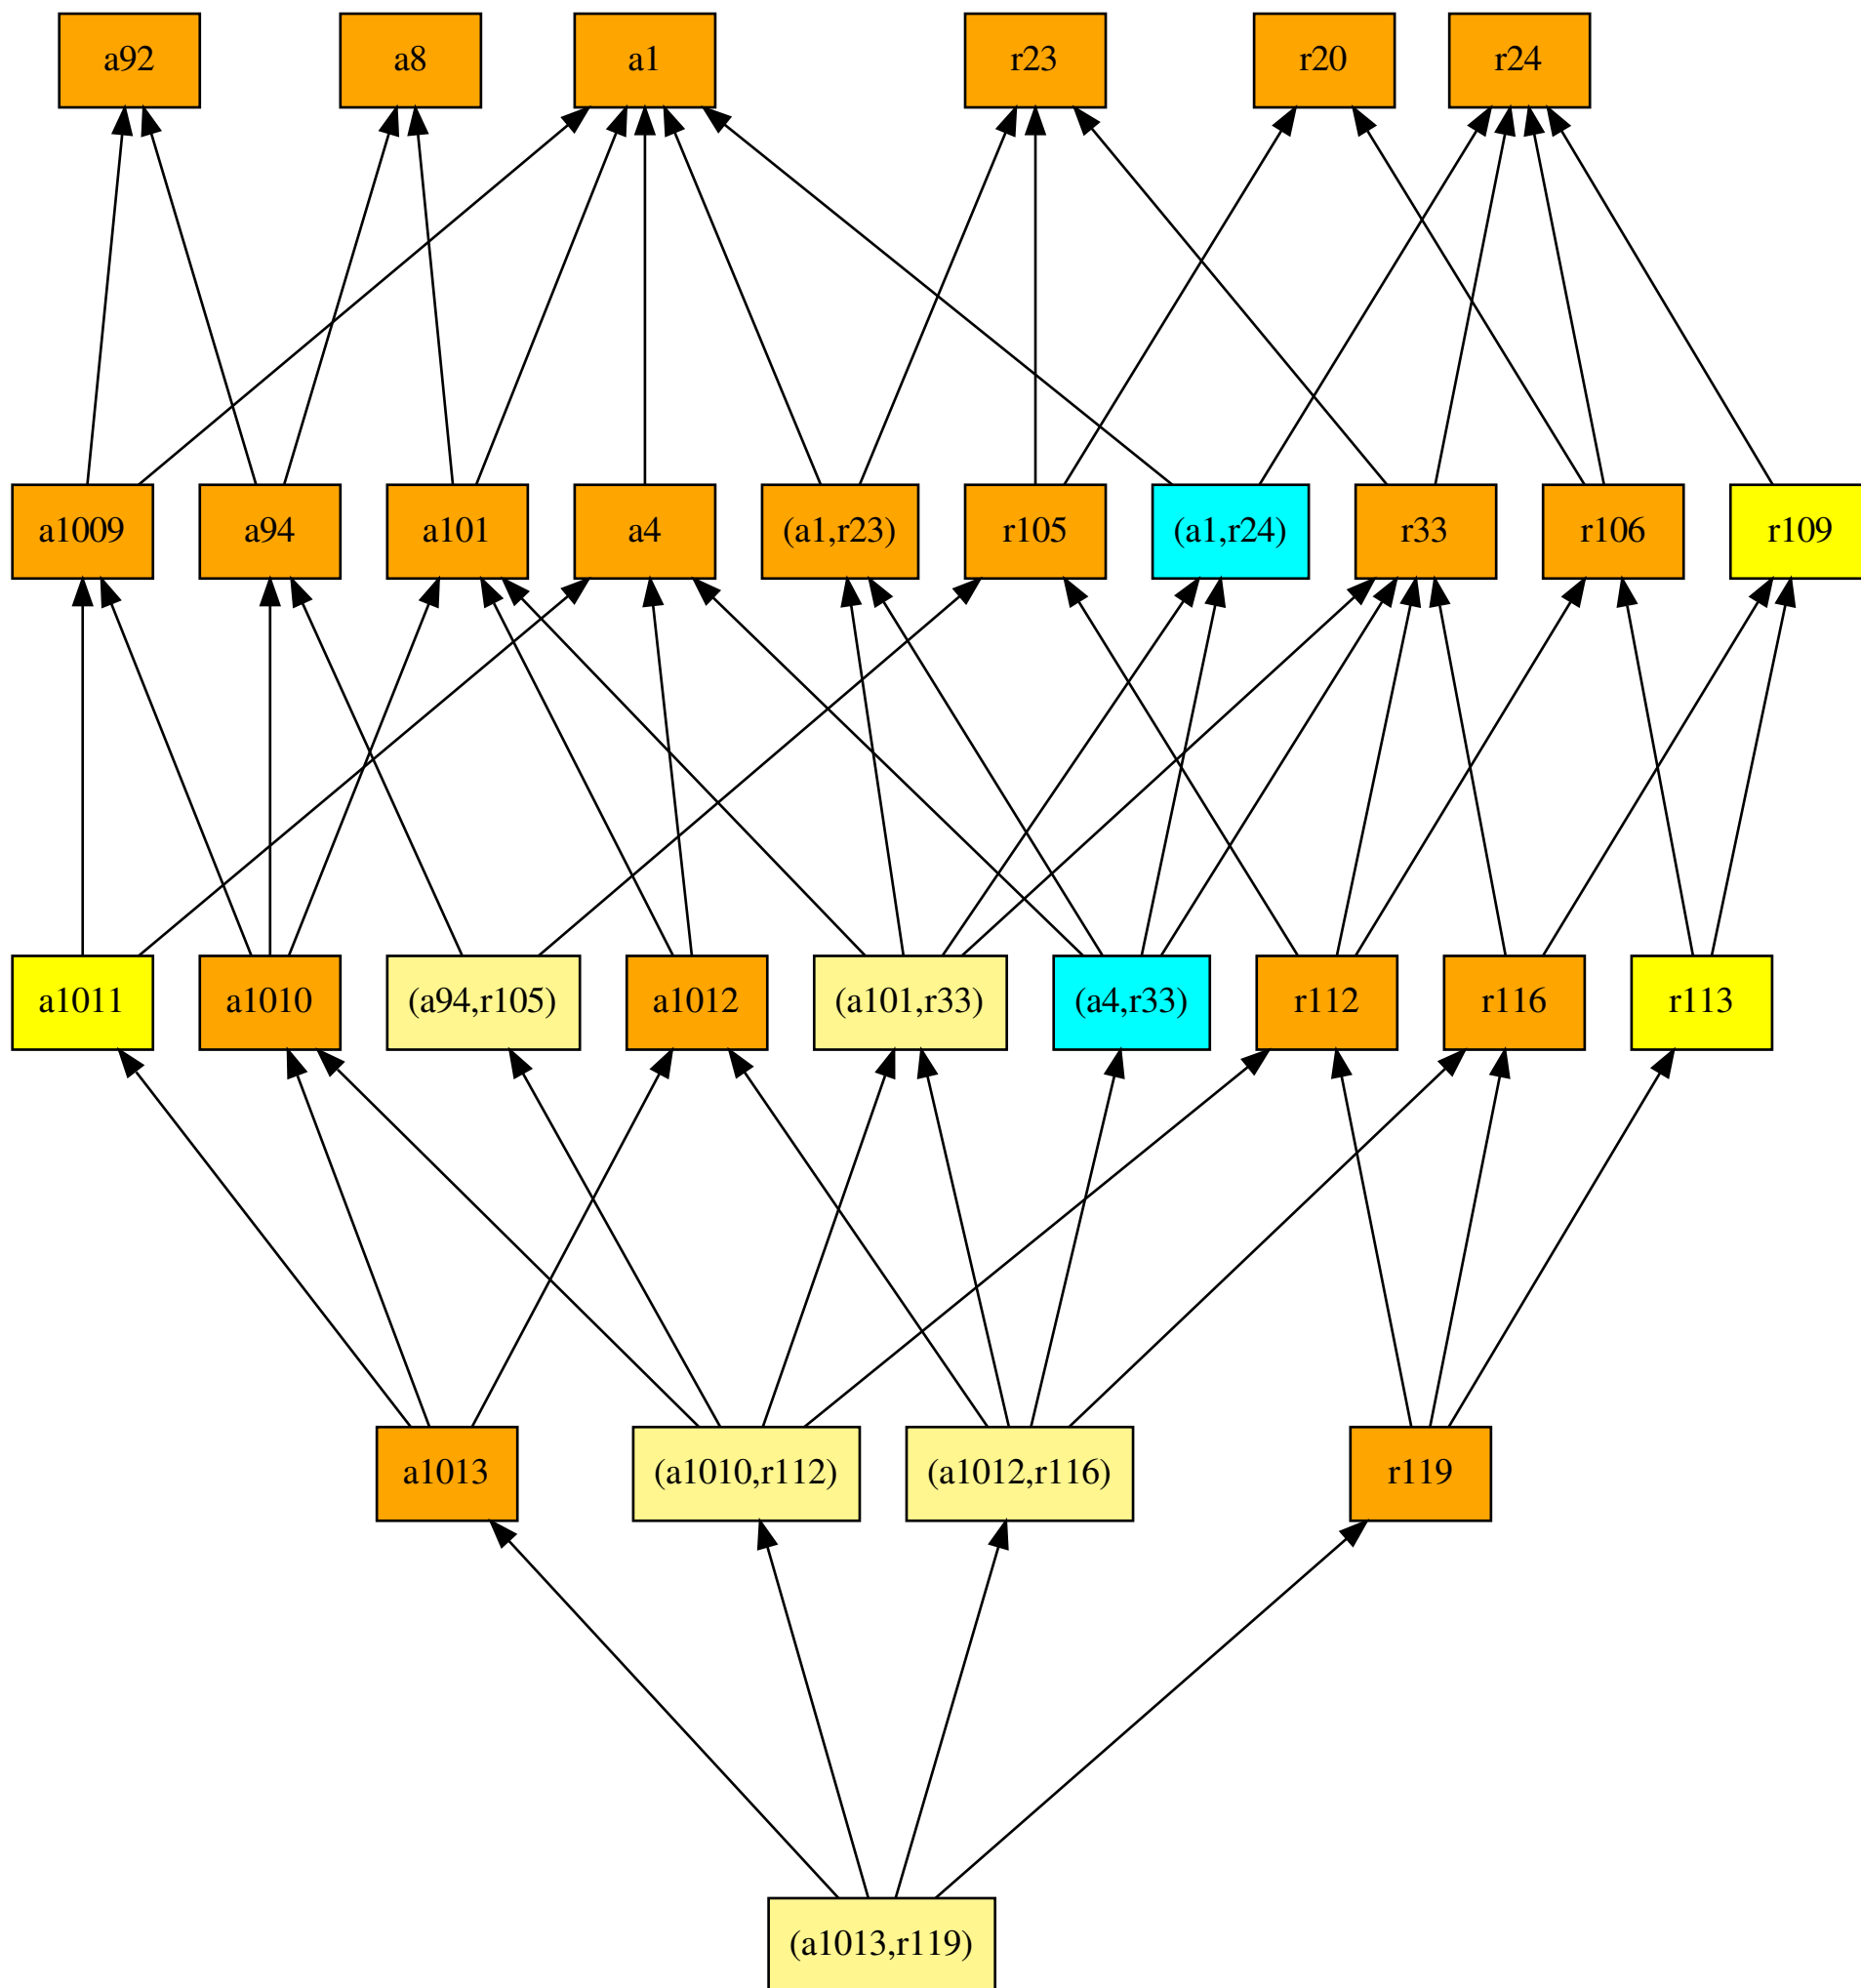 a92
a8
a1
r23
r20
r24
a1009
a94
a101
a4
(a1,r23)
r105
(a1,r24)
r33
r106
r109
a1011
a1010
(a94,r105)
a1012
(a101,r33)
(a4,r33)
r112
r116
r113
a1013
(a1010,r112)
(a1012,r116)
r119
(a1013,r119)